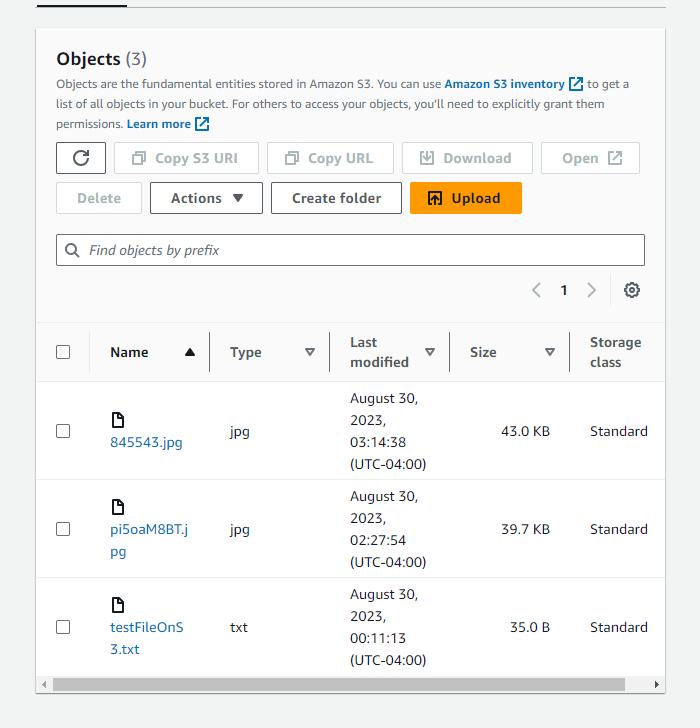 Objects (3)
Objects are the fundamental entities stored in Amazon S3. You can use Amazon S3 inventory to get a
list of all objects in your bucket. For others to access your objects, you'll need to explicitly grant them
permissions. Learn more
Copy S3 URI Copy URL Download Open
Delete Actions Create folder Upload
Find objects by prefix
1
Name Type Last modified Size Storage class
845543.jpg
jpg
August 30,
2023,
03:14:38
(UTC-04:00)
43.0 KB
Standard
pi5oaM8BT.j
pg
jpg
August 30,
2023,
02:27:54
(UTC-04:00)
39.7 KB
Standard
testFileOnS
3.txt
txt
August 30,
2023,
00:11:13
(UTC-04:00)
35.0 B
Standard